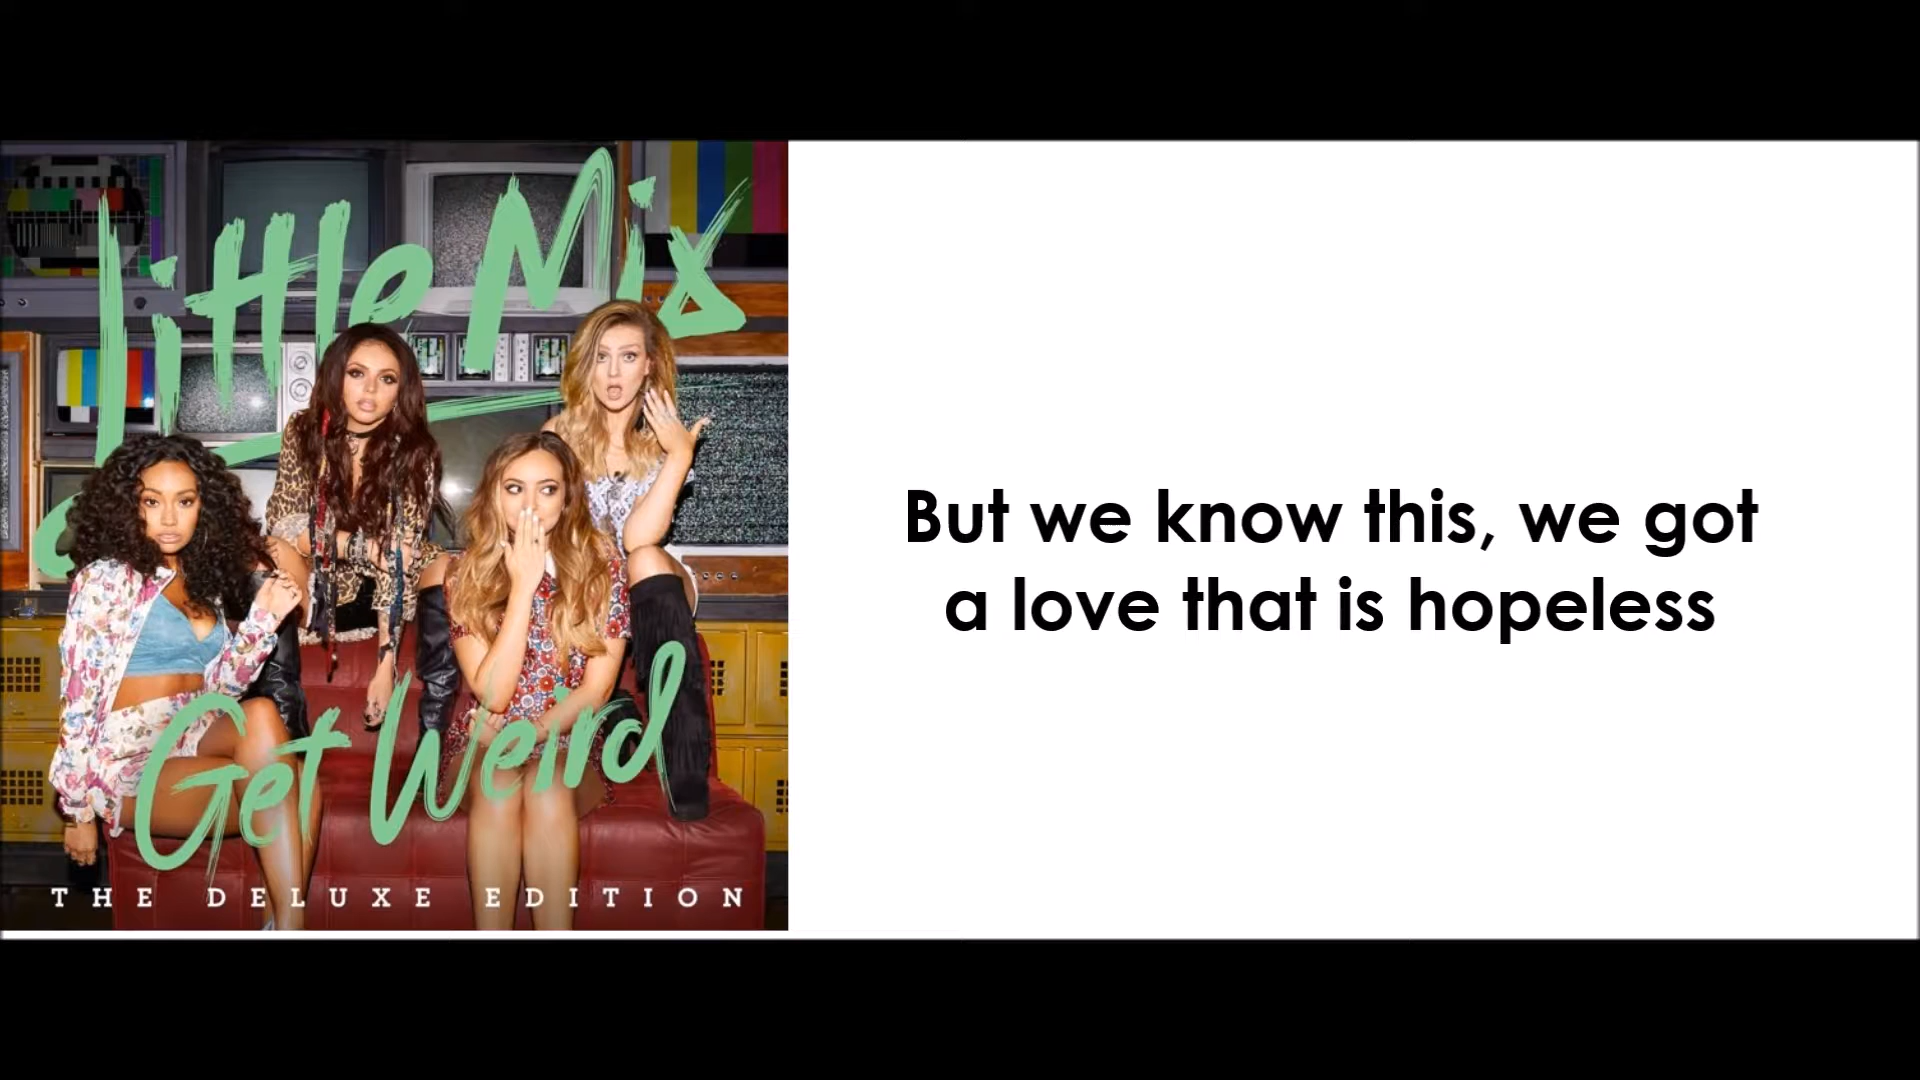 Little Mix
Get Weird
THE DELUXE EDITION
But we know this, we got
a love that is hopeless